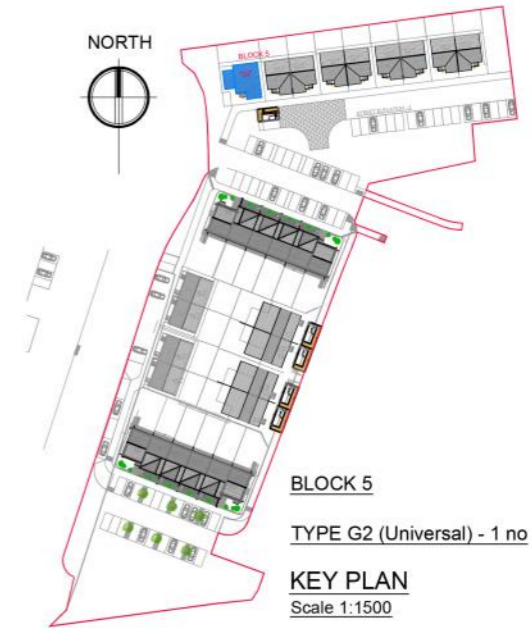 NORTH
BLOCK 5
BLOCK 5
TYPE G2 (Universal) - 1 no
KEY PLAN
Scale 1:1500